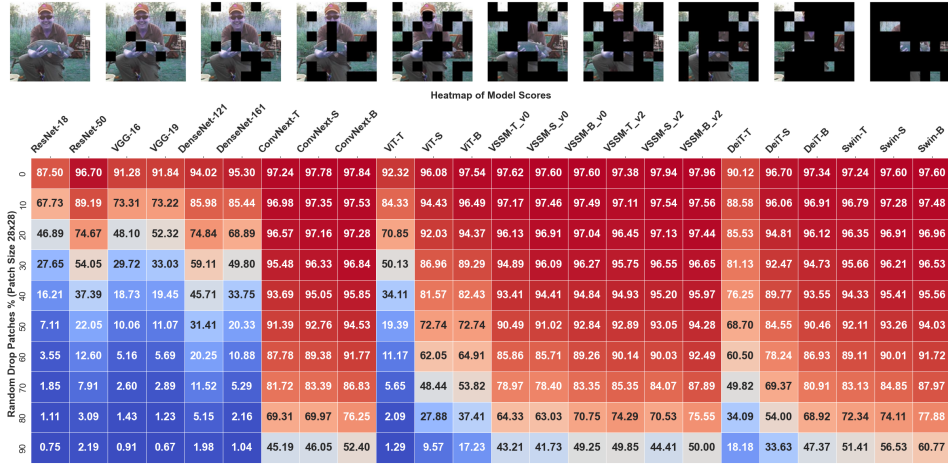 Heatmap of Model Scores
ResNet-18 ResNet-50 VGG-16 VGG-19 DenseNet-121 DenseNet-161 ConvNext-T ConvNext-S ConvNext-B ViT-T ViT-S ViT-B VSSM-T_v0 VSSM-S_v0 VSSM-B_v0 VSSM-T_v2 VSSM-S_v2 VSSM-B_v2 DeiT-T DeiT-S DeiT-B Swin-T Swin-S Swin-B
Random Drop Patches % (Patch Size 28x28)
0 87.50 96.70 91.28 91.84 94.02 95.30 97.24 97.78 97.84 92.32 96.08 97.54 97.62 97.60 97.60 97.38 97.94 97.96 90.12 96.70 97.34 97.24 97.60 97.60
10 67.73 89.19 73.31 73.22 85.98 85.44 96.98 97.35 97.53 84.33 94.43 96.49 97.17 97.46 97.49 97.11 97.54 97.56 88.58 96.06 96.91 96.79 97.28 97.48
20 46.89 74.67 48.10 52.32 74.84 68.89 96.57 97.16 97.28 70.85 92.03 94.37 96.13 96.91 97.04 96.45 97.13 97.44 85.53 94.81 96.12 96.35 96.91 96.96
30 27.65 54.05 29.72 33.03 59.11 49.80 95.48 96.33 96.84 50.13 86.96 89.29 94.89 96.09 96.27 95.75 96.55 96.65 81.13 92.47 94.73 95.66 96.21 96.53
40 16.21 37.39 18.73 19.45 45.71 33.75 93.69 95.05 95.85 34.11 81.57 82.43 93.41 94.41 94.84 94.93 95.20 95.97 76.25 89.77 93.55 94.33 95.41 95.56
50 7.11 22.05 10.06 11.07 31.41 20.33 91.39 92.76 94.53 19.39 72.74 72.74 90.49 91.02 92.84 92.89 93.05 94.28 68.70 84.55 90.46 92.11 93.26 94.03
60 3.55 12.60 5.16 5.69 20.25 10.88 87.78 89.38 91.77 11.17 62.05 64.91 85.86 85.71 89.26 90.14 89.03 92.49 60.50 78.24 86.93 89.11 90.01 91.72
70 1.85 7.91 2.60 2.89 11.52 5.29 81.72 83.39 86.83 5.65 48.44 53.82 78.97 78.40 83.35 85.35 84.07 87.89 49.82 69.37 80.91 83.13 84.85 87.97
80 1.11 3.09 1.43 1.23 5.15 2.16 69.31 69.97 76.25 2.09 27.88 37.41 64.33 63.03 70.75 74.29 70.53 75.55 34.09 54.00 68.92 72.34 74.11 77.88
90 0.75 2.19 0.91 0.67 1.98 1.04 45.19 46.05 52.40 1.29 9.57 17.23 43.21 41.73 49.25 49.85 44.41 50.00 18.18 33.63 47.37 51.41 56.53 60.77